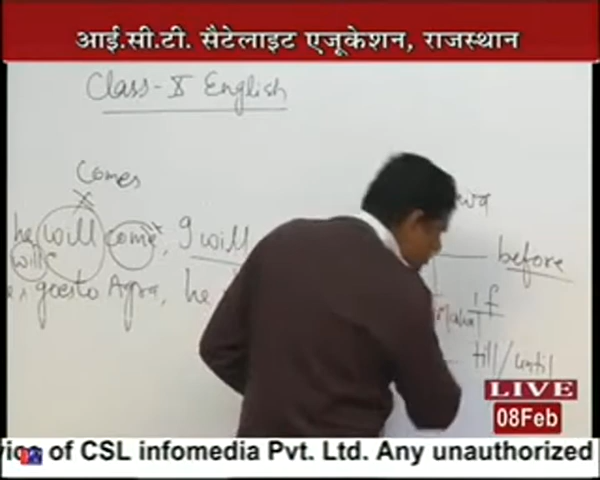 आई.सी.टी. सैटेलाइट एजूकेशन, राजस्थान
Class-X English
Comes
he will come, I will
will
before
goes to Agra, he
if
till/until
LIVE
08Feb
of CSL infomedia Pvt. Ltd. Any unauthorized